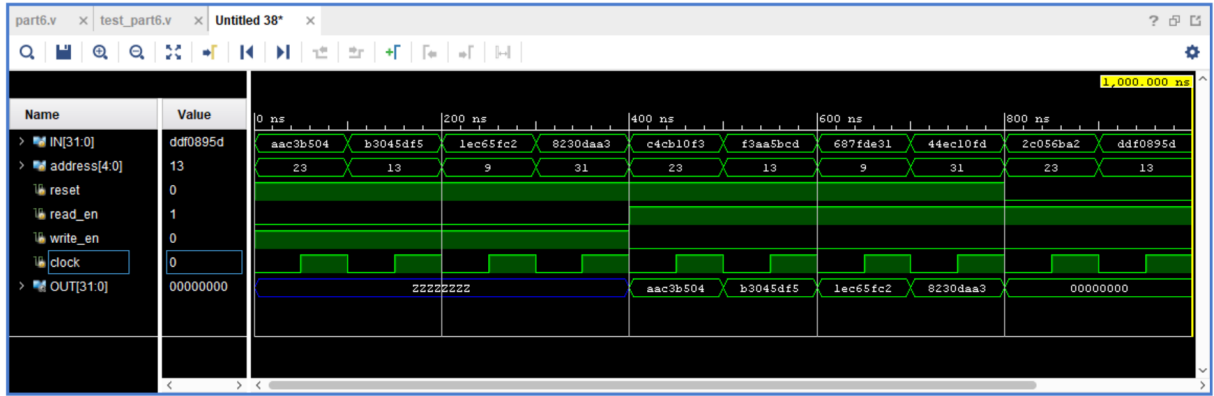 part6.v × test_part6.v × Untitled 38* × ?
1,000.000 ns
Name Value 0 ns 200 ns 400 ns 600 ns 800 ns
IN[31:0] ddf0895d aac3b504 b3045df5 1ec65fc2 8230daa3 c4cb10f3 f3aa5bcd 687fde31 44ec10fd 2c056ba2 ddf0895d
address[4:0] 13 23 13 9 31 23 13 9 31 23 13
reset 0
read_en 1
write_en 0
clock 0
OUT[31:0] 00000000 ZZZZZZZZ aac3b504 b3045df5 1ec65fc2 8230daa3 00000000